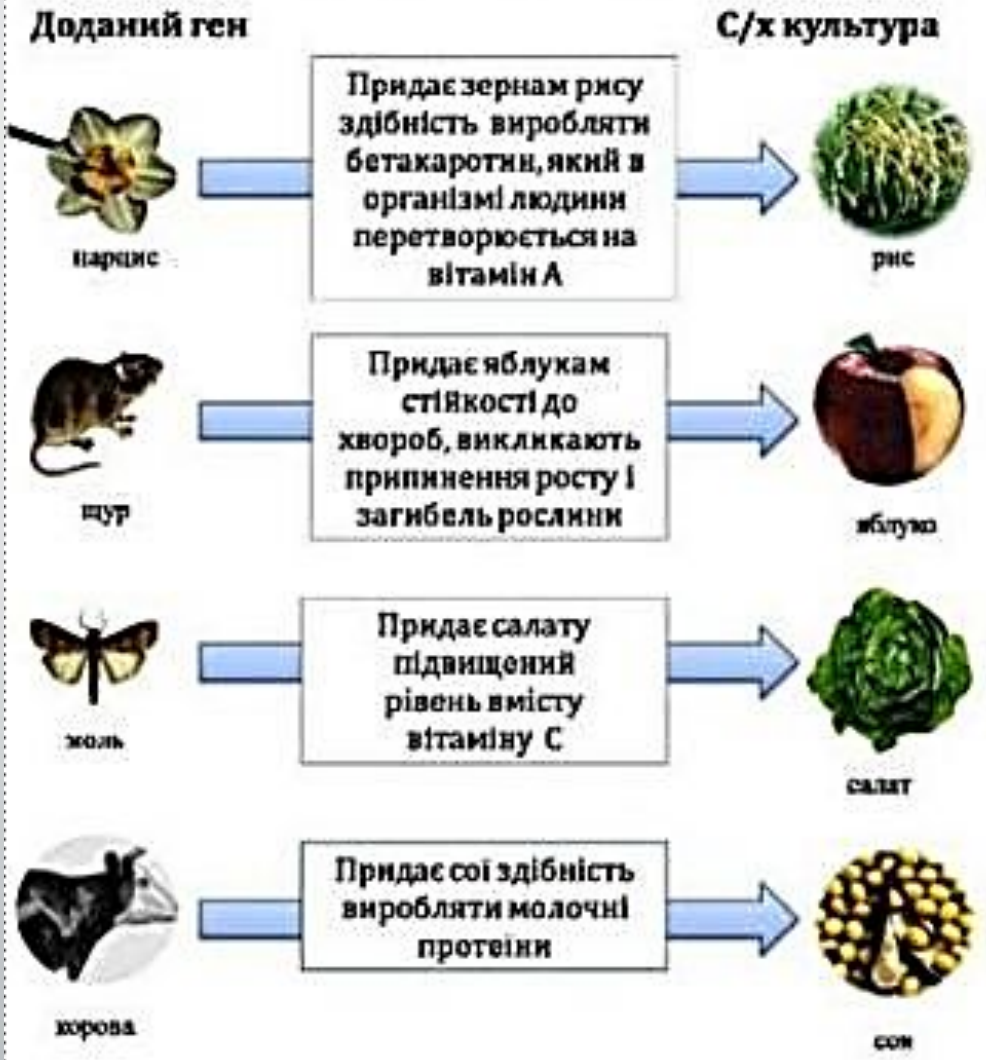 Доданий ген
С/х культура
Придає зернам рису
здібність виробляти
бетакаротин, який в
організмі людини
перетворюється на
вітамін А
нарцис
рис
Придає яблукам
стійкості до
хвороб, викликають
припинення росту і
загибель рослини
щур
яблуко
Придає салату
підвищений
рівень вмісту
вітаміну С
моль
салат
Придає сої здібність
виробляти молочні
протеїни
корова
соя